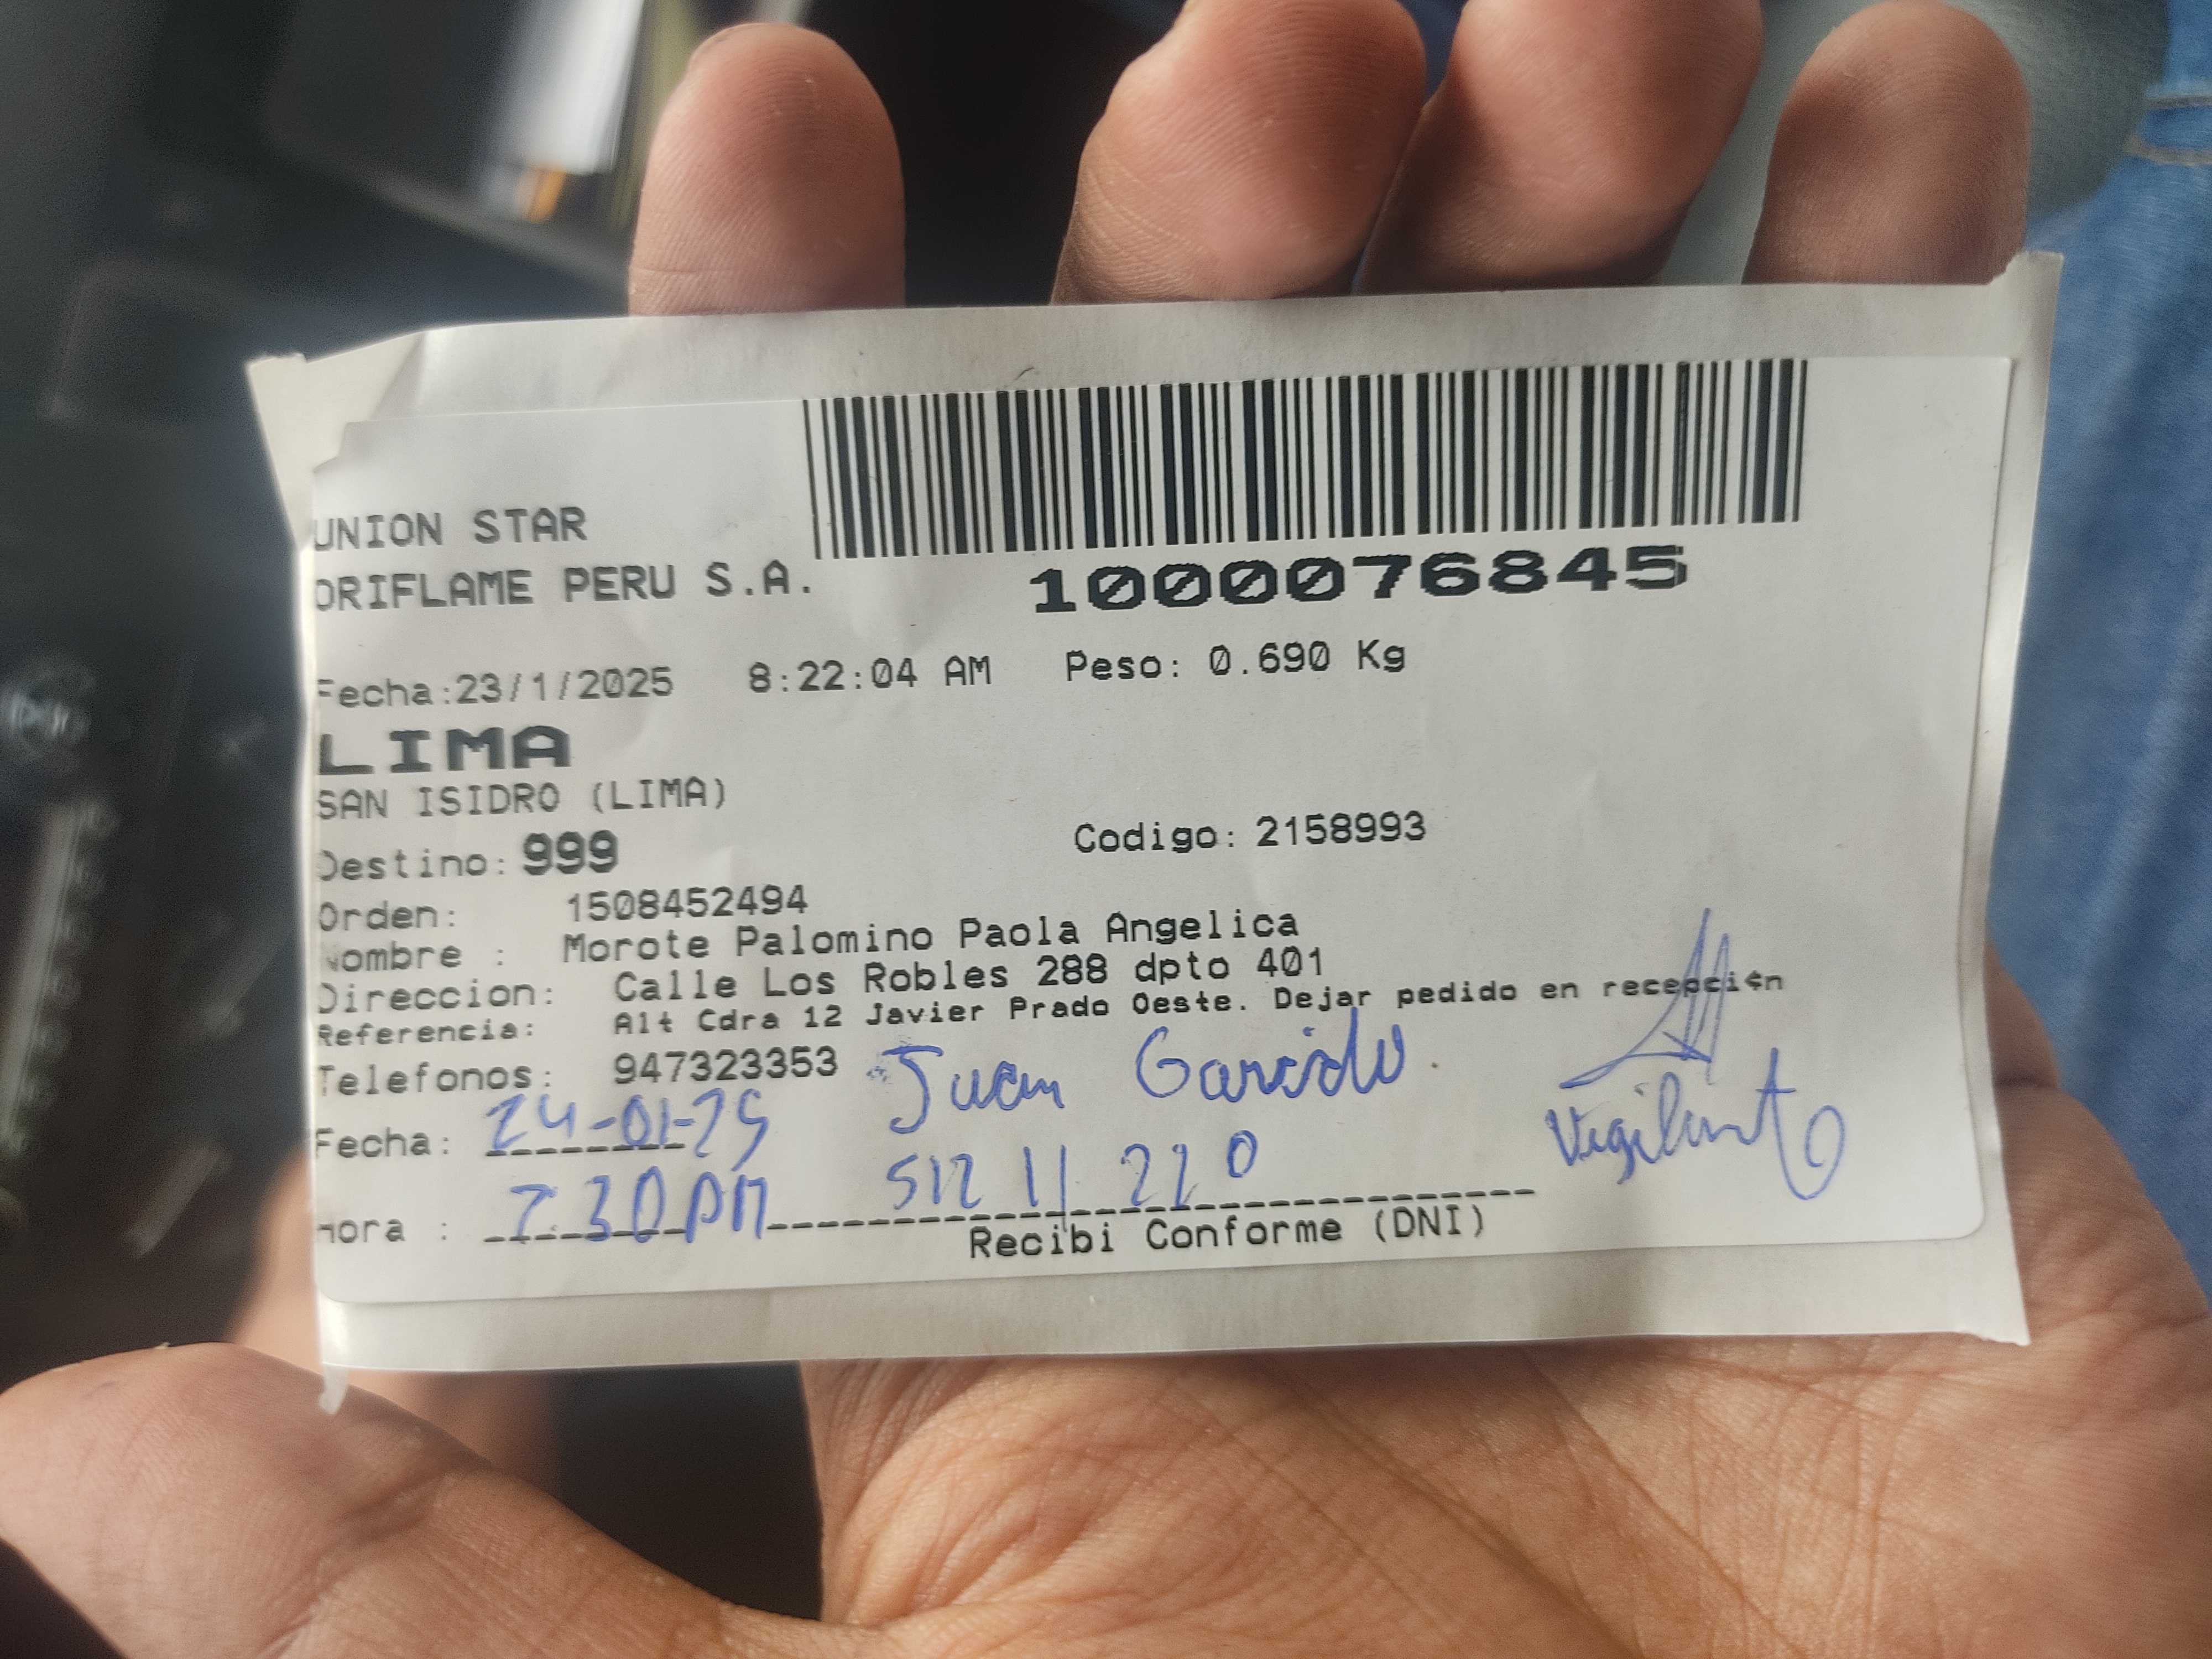 UNION STAR
ORIFLAME PERU S.A.
1000076845
Fecha:23/1/2025 8:22:04 AM Peso: 0.690 Kg
LIMA
SAN ISIDRO (LIMA)
Destino: 999 Codigo: 2158993
Orden: 1508452494
Nombre : Morote Palomino Paola Angelica
Direccion: Calle Los Robles 288 dpto 401
Referencia: Alt Cdra 12 Javier Prado Oeste. Dejar pedido en recepción
Telefonos: 947323353 Juan
Fecha: 24-01-25 Vigilante
Hora : 7 30 PM
Recibi Conforme (DNI)